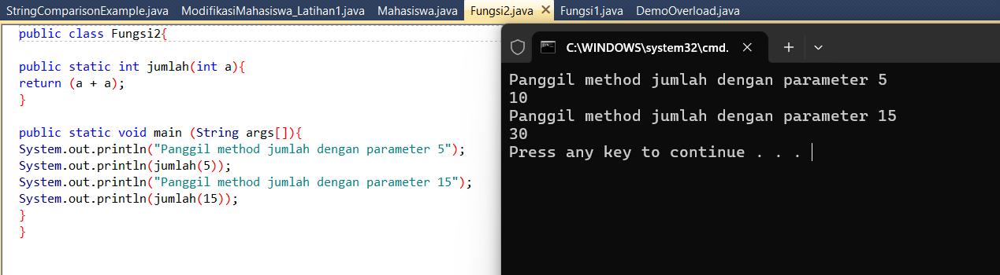 StringComparisonExample.java ModifikasiMahasiswa_Latihan1.java Mahasiswa.java Fungsi2.java Fungsi1.java DemoOverload.java
public class Fungsi2{
public static int jumlah(int a){
return (a + a);
}
public static void main (String args[]){
System.out.println("Panggil method jumlah dengan parameter 5");
System.out.println(jumlah(5));
System.out.println("Panggil method jumlah dengan parameter 15");
System.out.println(jumlah(15));
}
}
C:\WINDOWS\system32\cmd.
Panggil method jumlah dengan parameter 5
10
Panggil method jumlah dengan parameter 15
30
Press any key to continue . . .